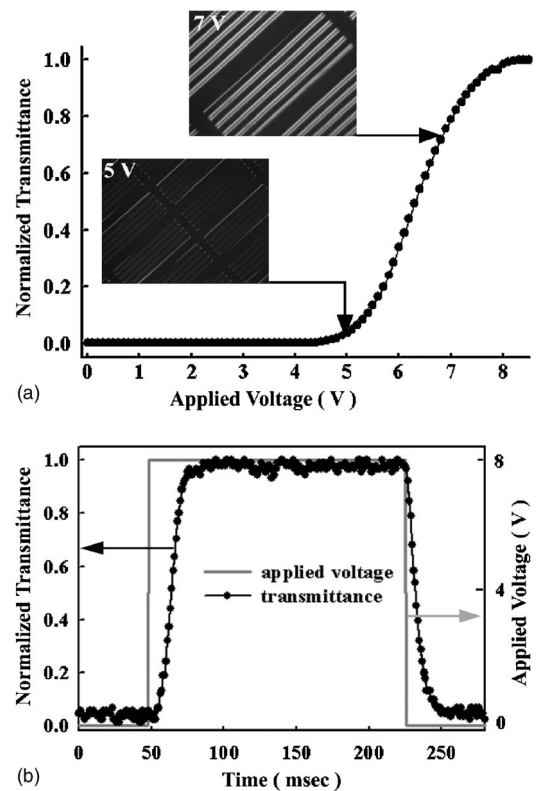 7 V
5 V
1.0
0.8
0.6
0.4
0.2
0.0
Normalized Transmittance
0 1 2 3 4 5 6 7 8
Applied Voltage ( V )
(a)
1.0
0.8
0.6
0.4
0.2
0.0
Normalized Transmittance
applied voltage
transmittance
8
4
0
Applied Voltage ( V )
0 50 100 150 200 250
Time ( msec )
(b)